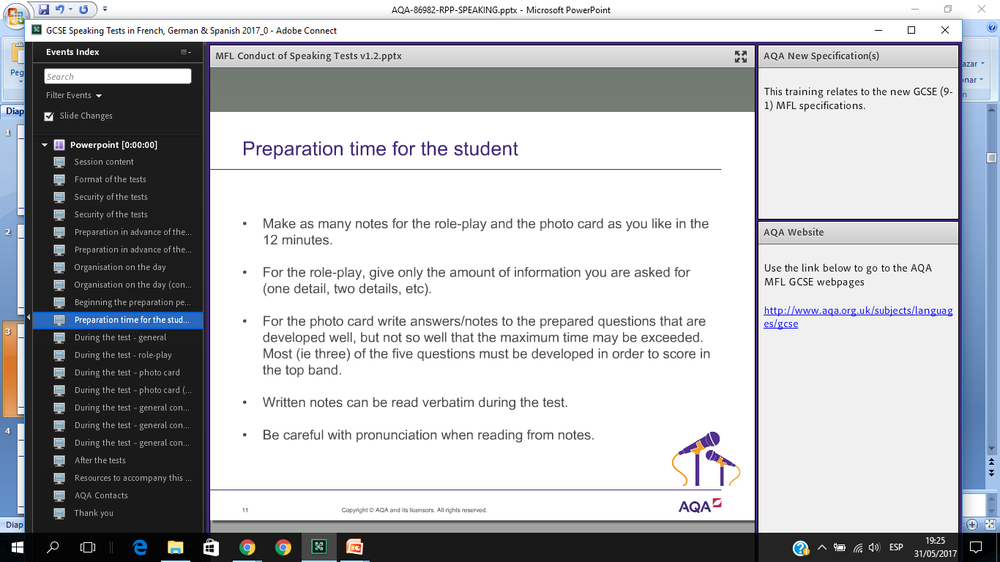 AQA-86982-RPP-SPEAKING.pptx - Microsoft PowerPoint
GCSE Speaking Tests in French, German & Spanish 2017_0 - Adobe Connect
Events Index
Search
Filter Events
Slide Changes
Powerpoint [0:00:00]
Session content
Format of the tests
Security of the tests
Security of the tests
Preparation in advance of the...
Preparation in advance of the...
Organisation on the day
Organisation on the day (con...
Beginning the preparation pe...
Preparation time for the stud...
During the test - general
During the test - role-play
During the test – photo card
During the test – photo card (...
During the test – general con...
During the test – general con...
During the test – general con...
After the tests
Resources to accompany this ...
AQA Contacts
Thank you
MFL Conduct of Speaking Tests v1.2.pptx
Preparation time for the student
• Make as many notes for the role-play and the photo card as you like in the
12 minutes.
• For the role-play, give only the amount of information you are asked for
(one detail, two details, etc).
• For the photo card write answers/notes to the prepared questions that are
developed well, but not so well that the maximum time may be exceeded.
Most (ie three) of the five questions must be developed in order to score in
the top band.
• Written notes can be read verbatim during the test.
• Be careful with pronunciation when reading from notes.
11
Copyright © AQA and its licensors. All rights reserved.
AQA
AQA New Specification(s)
This training relates to the new GCSE (9-
1) MFL specifications.
AQA Website
Use the link below to go to the AQA
MFL GCSE webpages
http://www.aqa.org.uk/subjects/languag
es/gcse
Peg
Diap
1
2
3
4
Diap
azar
nar
n
ESP
19:25
31/05/2017